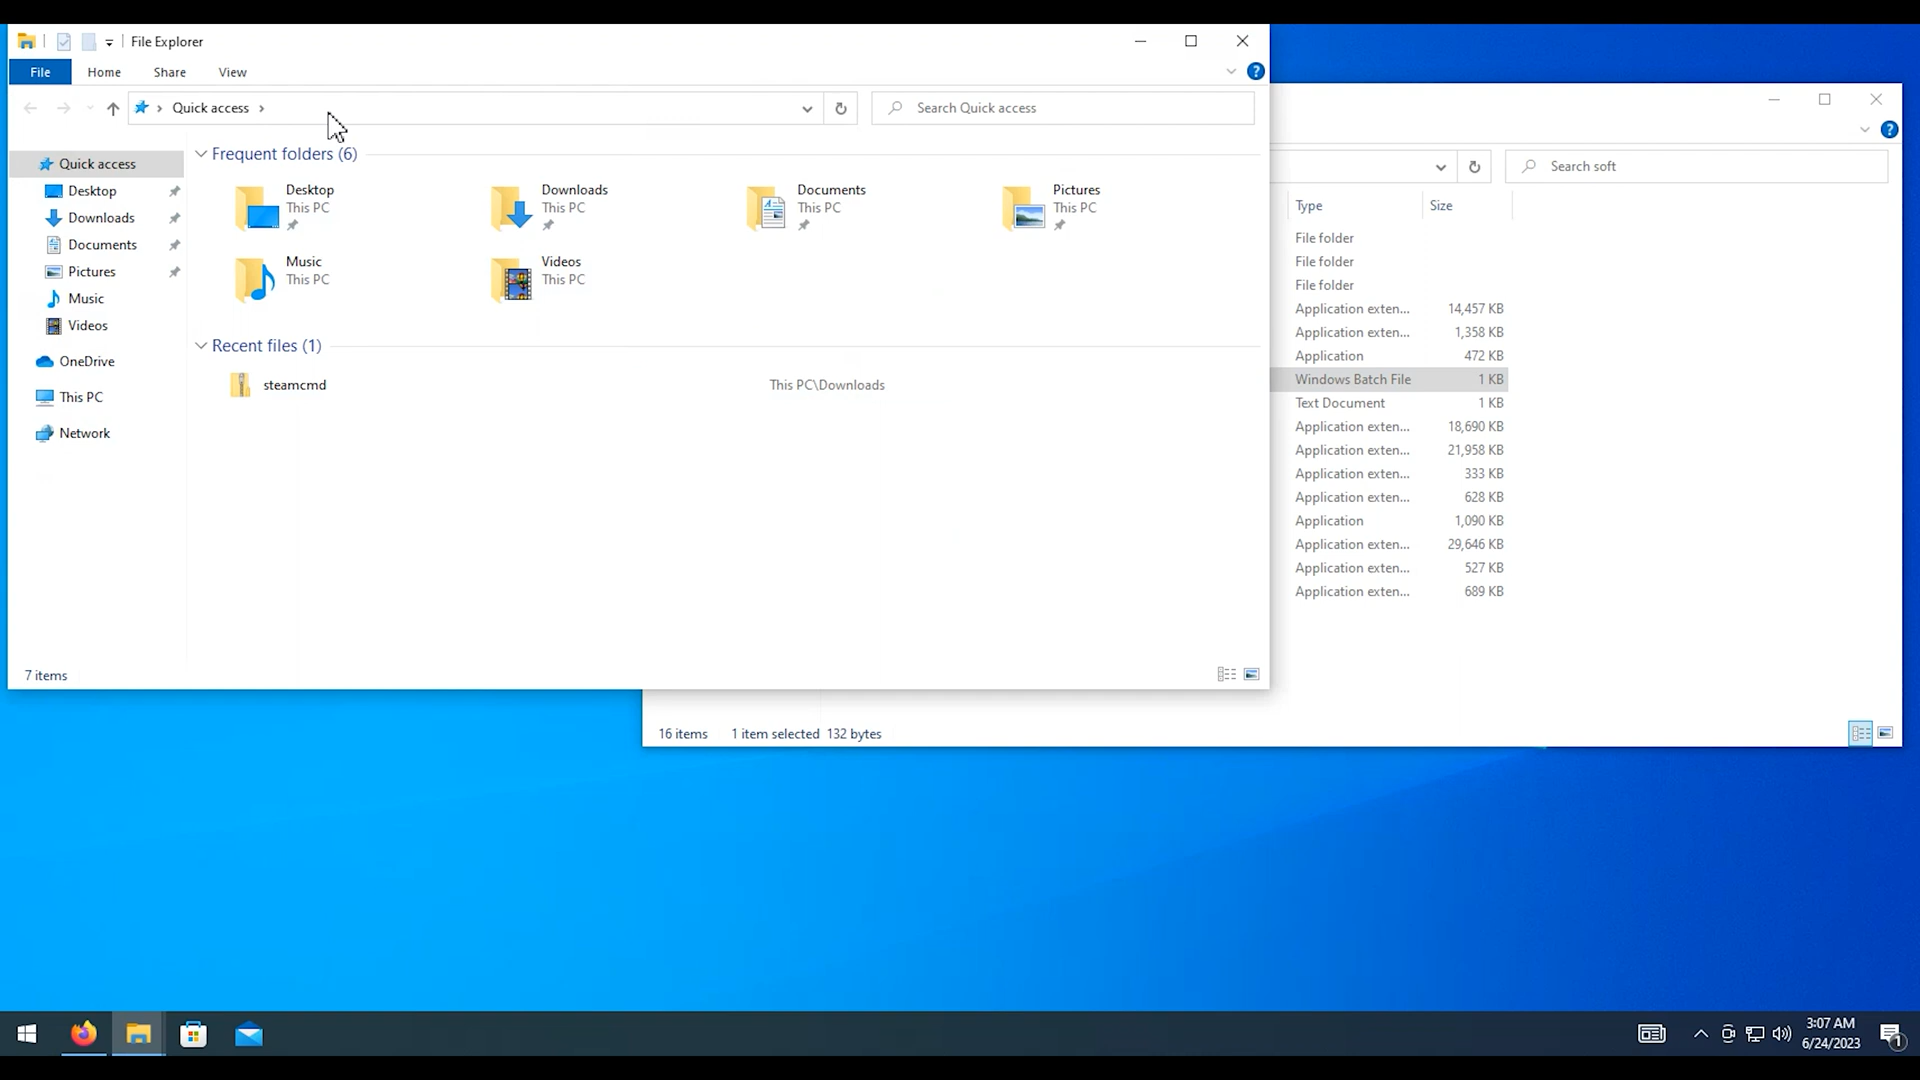 File Explorer
File Home Share View
Quick access
Search Quick access
Quick access
Desktop
Downloads
Documents
Pictures
Music
Videos
OneDrive
This PC
Network
Frequent folders (6)
Desktop
This PC
Downloads
This PC
Documents
This PC
Pictures
This PC
Music
This PC
Videos
This PC
Recent files (1)
steamcmd This PC\Downloads
7 items
Search soft
Type Size
File folder
File folder
File folder
Application exten... 14,457 KB
Application exten... 1,358 KB
Application 472 KB
Windows Batch File 1 KB
Text Document 1 KB
Application exten... 18,690 KB
Application exten... 21,958 KB
Application exten... 333 KB
Application exten... 628 KB
Application 1,090 KB
Application exten... 29,646 KB
Application exten... 527 KB
Application exten... 689 KB
16 items 1 item selected 132 bytes
3:07 AM
6/24/2023
1